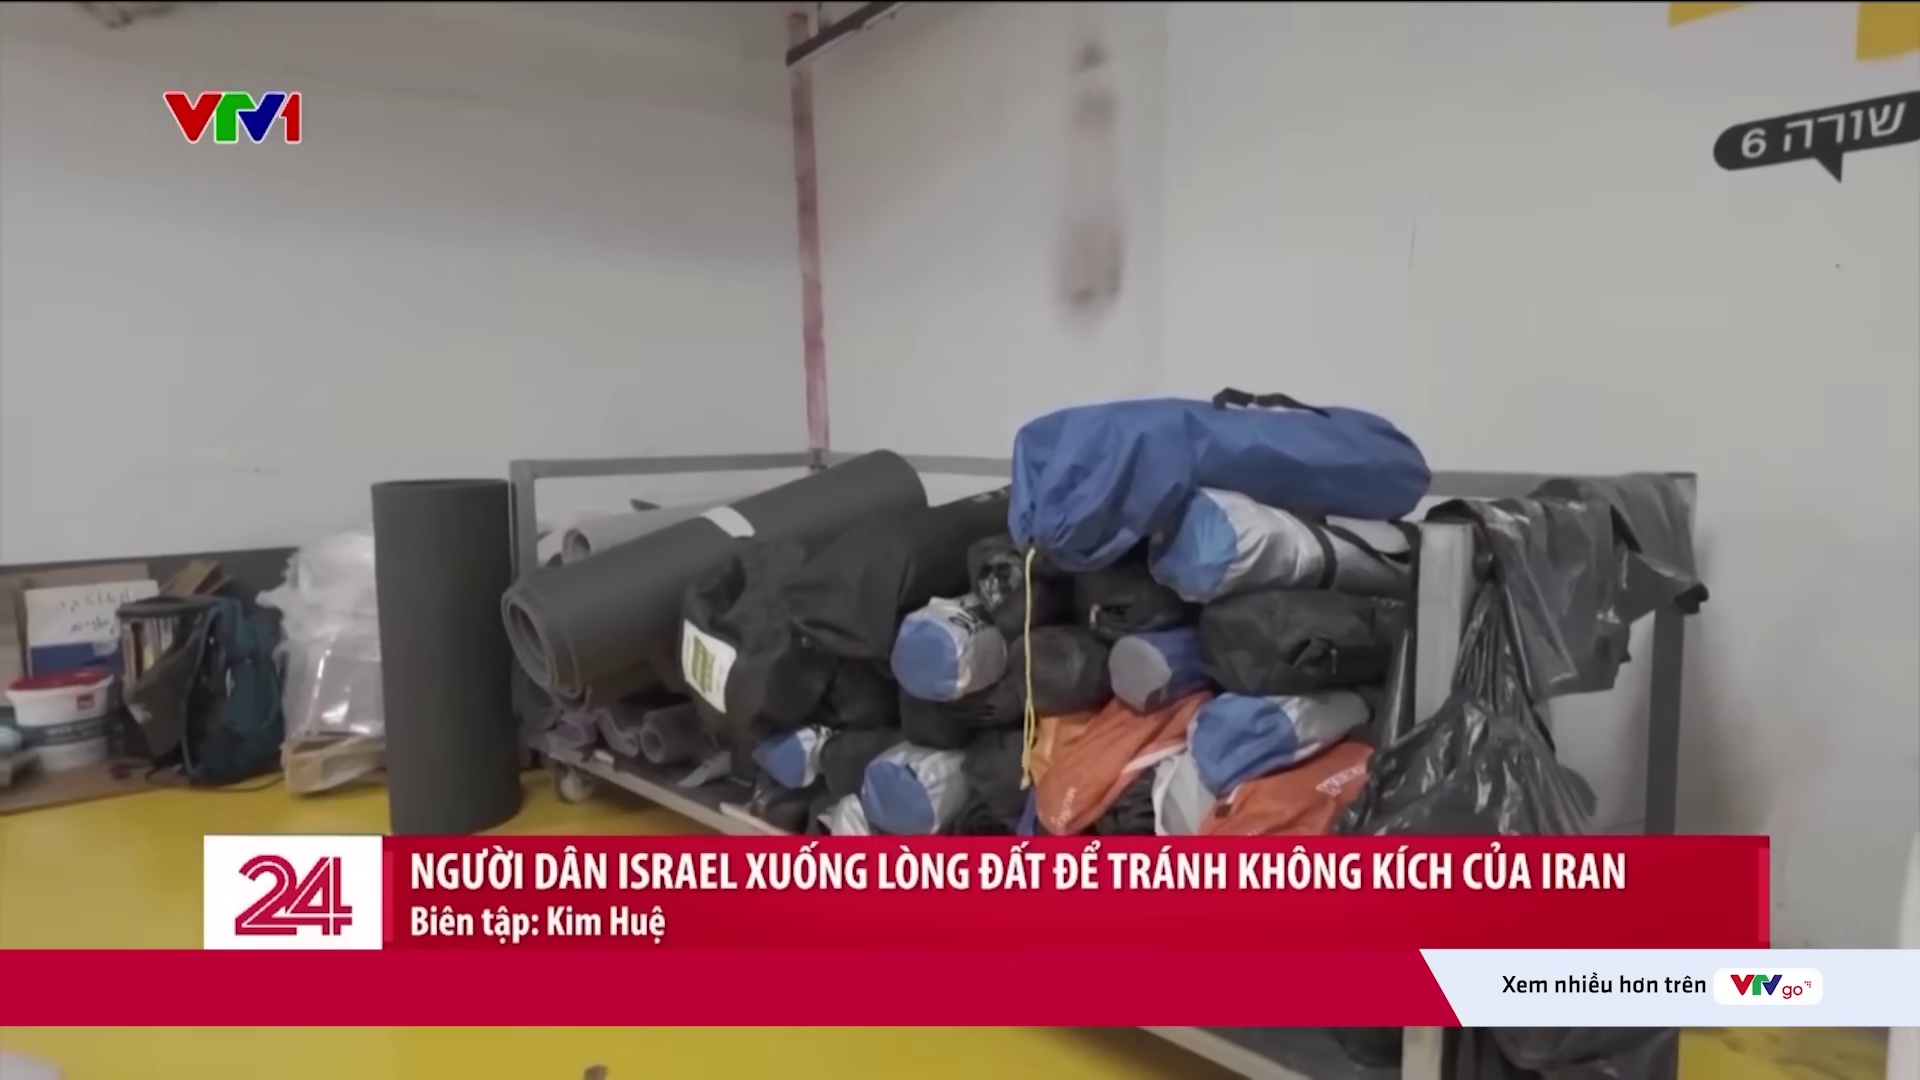 VTV1
שורה 6
24
NGƯỜI DÂN ISRAEL XUỐNG LÒNG ĐẤT ĐỂ TRÁNH KHÔNG KÍCH CỦA IRAN
Biên tập: Kim Huệ
Xem nhiều hơn trên VTVgo